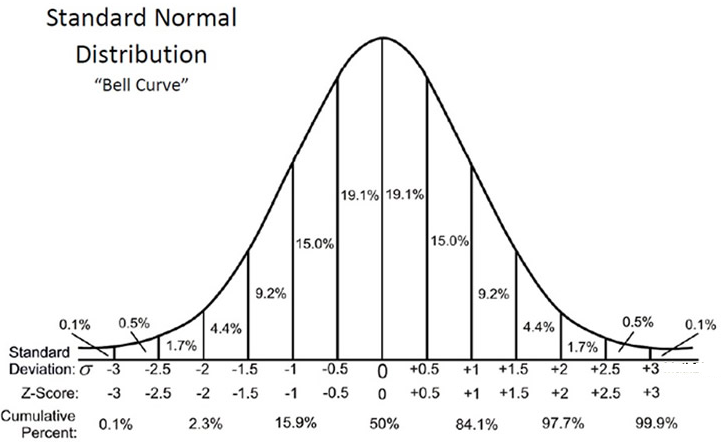 Standard Normal
Distribution
“Bell Curve”
19.1% 19.1%
15.0% 15.0%
9.2% 9.2%
0.1% 0.5% 4.4% 4.4% 0.5% 0.1%
1.7% 1.7%
Standard
Deviation: σ -3 -2.5 -2 -1.5 -1 -0.5 0 +0.5 +1 +1.5 +2 +2.5 +3
Z-Score: -3 -2.5 -2 -1.5 -1 -0.5 0 +0.5 +1 +1.5 +2 +2.5 +3
Cumulative
Percent: 0.1% 2.3% 15.9% 50% 84.1% 97.7% 99.9%